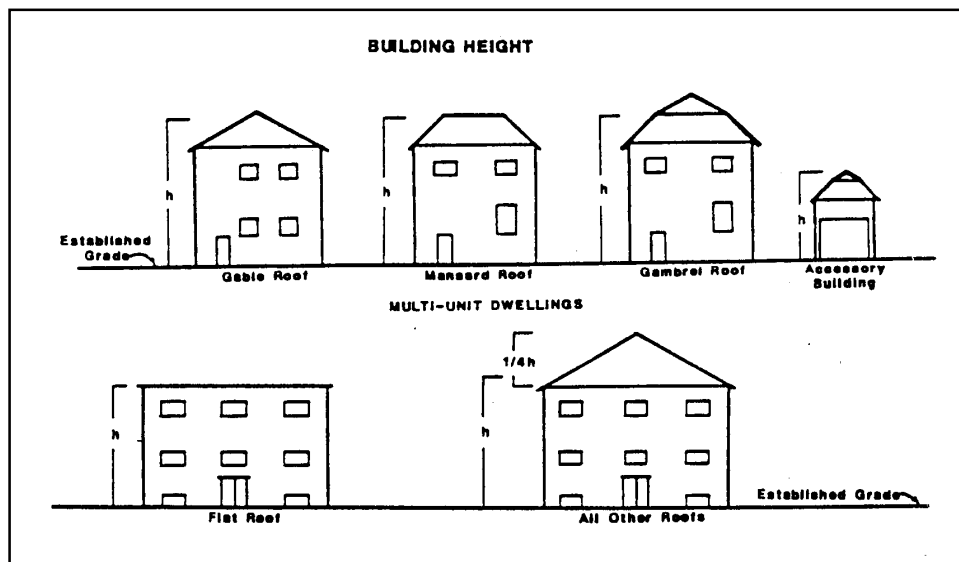 BUILDING HEIGHT
h
h
h
h
Established
Grade
Gable Roof
Mansard Roof
Gambrel Roof
Accessory
Building
MULTI-UNIT DWELLINGS
1/4h
h
h
Established Grade
Flat Roof
All Other Roofs